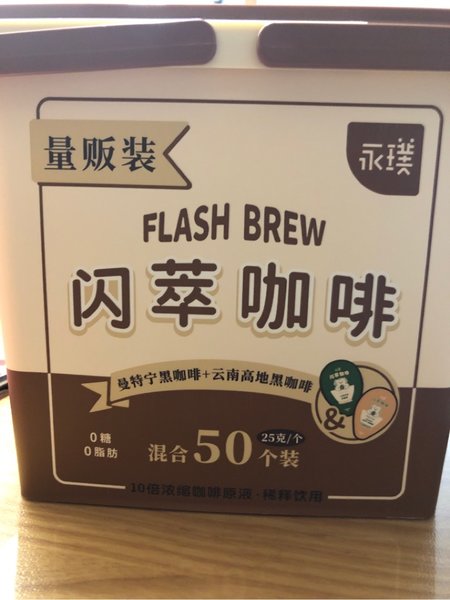 量贩装
永璞
FLASH BREW
闪萃咖啡
曼特宁黑咖啡+云南高地黑咖啡
&
0糖
0脂肪
混合50个装
25克/个
10倍浓缩咖啡原液·稀释饮用